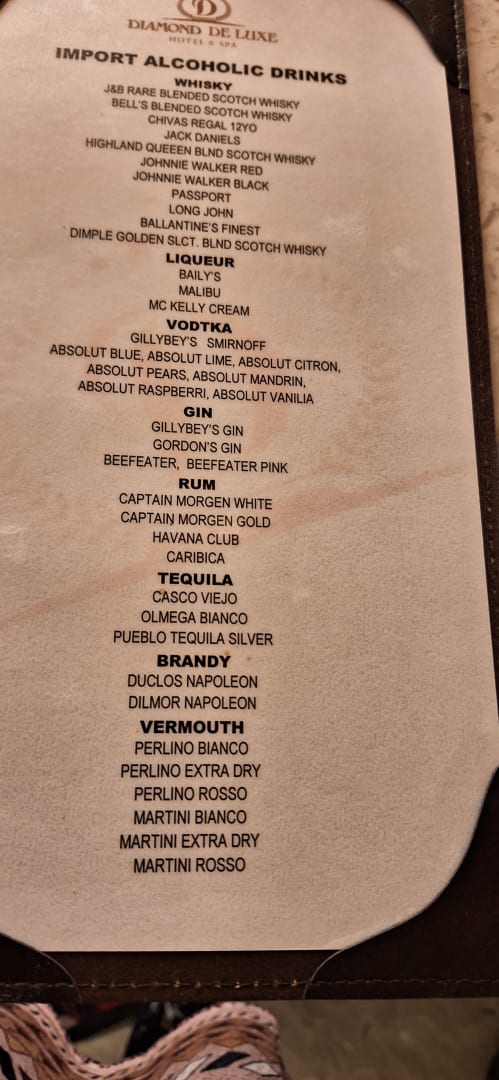 D
DIAMOND DE LUXE
HOTEL & SPA
IMPORT ALCOHOLIC DRINKS
WHISKY
J&B RARE BLENDED SCOTCH WHISKY
BELL'S BLENDED SCOTCH WHISKY
CHIVAS REGAL 12YO
JACK DANIELS
HIGHLAND QUEEEN BLND SCOTCH WHISKY
JOHNNIE WALKER RED
JOHNNIE WALKER BLACK
PASSPORT
LONG JOHN
BALLANTINE'S FINEST
DIMPLE GOLDEN SLCT. BLND SCOTCH WHISKY
LIQUEUR
BAILY'S
MALIBU
MC KELLY CREAM
VODTKA
GILLYBEY'S SMIRNOFF
ABSOLUT BLUE, ABSOLUT LIME, ABSOLUT CITRON,
ABSOLUT PEARS, ABSOLUT MANDRIN,
ABSOLUT RASPBERRI, ABSOLUT VANILIA
GIN
GILLYBEY'S GIN
GORDON'S GIN
BEEFEATER, BEEFEATER PINK
RUM
CAPTAIN MORGEN WHITE
CAPTAIN MORGEN GOLD
HAVANA CLUB
CARIBICA
TEQUILA
CASCO VIEJO
OLMEGA BIANCO
PUEBLO TEQUILA SILVER
BRANDY
DUCLOS NAPOLEON
DILMOR NAPOLEON
VERMOUTH
PERLINO BIANCO
PERLINO EXTRA DRY
PERLINO ROSSO
MARTINI BIANCO
MARTINI EXTRA DRY
MARTINI ROSSO